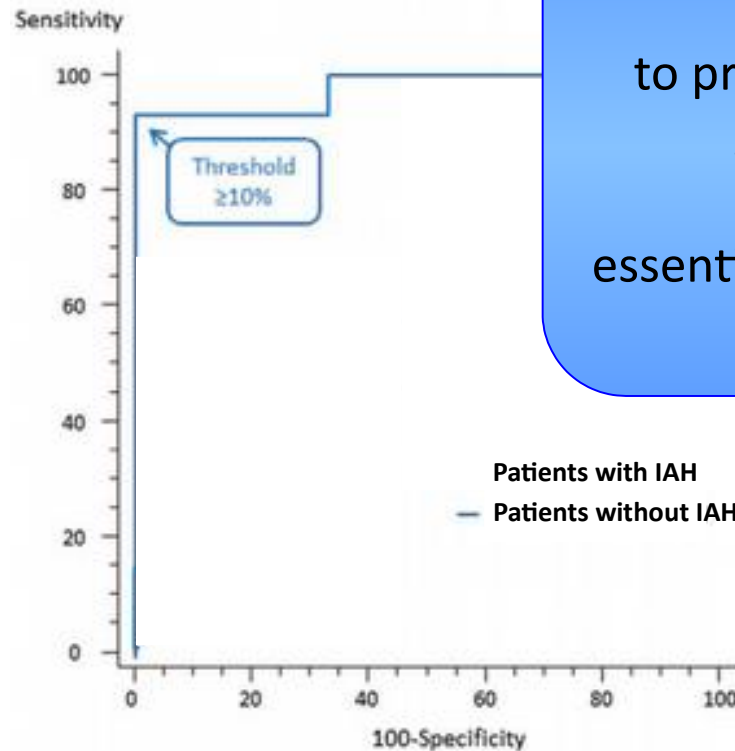 Sensitivity
to pr
100
Threshold
≥10%
80
essent
60
40
Patients with IAH
Patients without IAH
20
0
0 20 40 60 80 100
100-Specificity